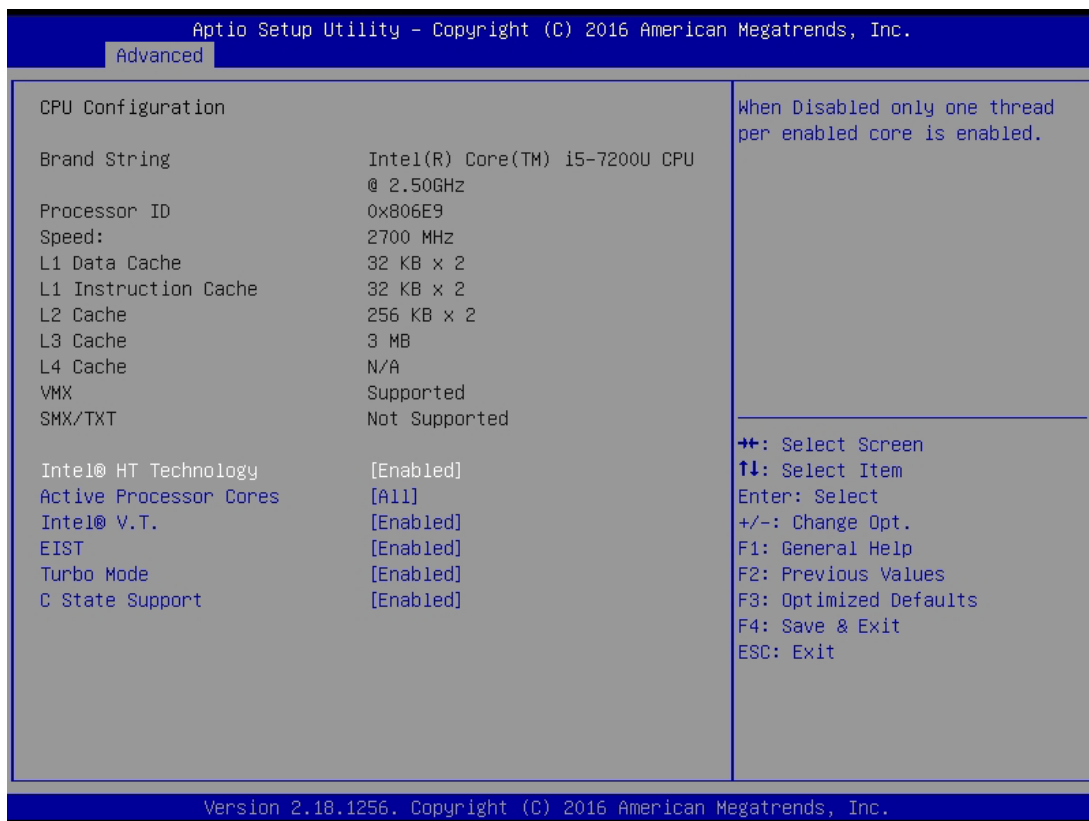 Aptio Setup Utility – Copyright (C) 2016 American Megatrends, Inc.
Advanced
CPU Configuration
Brand String Intel(R) Core(TM) i5-7200U CPU
@ 2.50GHz
Processor ID 0x806E9
Speed: 2700 MHz
L1 Data Cache 32 KB x 2
L1 Instruction Cache 32 KB x 2
L2 Cache 256 KB x 2
L3 Cache 3 MB
L4 Cache N/A
VMX Supported
SMX/TXT Not Supported
Intel® HT Technology [Enabled]
Active Processor Cores [All]
Intel® V.T. [Enabled]
EIST [Enabled]
Turbo Mode [Enabled]
C State Support [Enabled]
When Disabled only one thread
per enabled core is enabled.
→←: Select Screen
↑↓: Select Item
Enter: Select
+/-: Change Opt.
F1: General Help
F2: Previous Values
F3: Optimized Defaults
F4: Save & Exit
ESC: Exit
Version 2.18.1256. Copyright (C) 2016 American Megatrends, Inc.